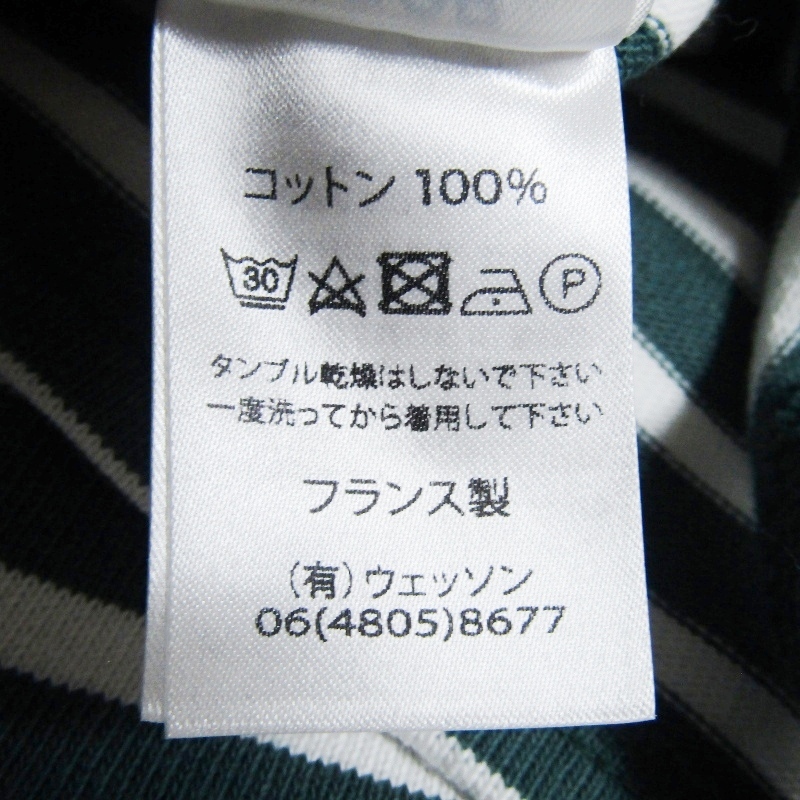 コットン 100%
30 P
タンブル乾燥はしないで下さい
一度洗ってから着用して下さい
フランス製
(有)ウェッソン
06(4805)8677